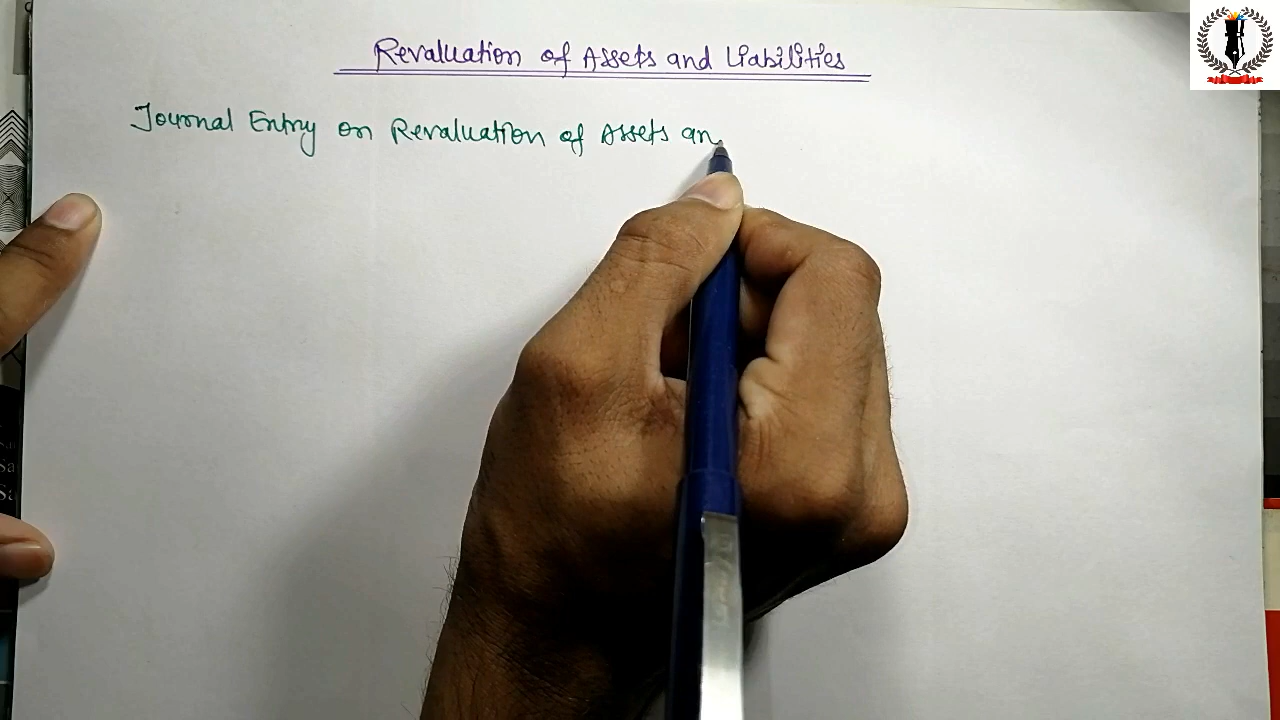 Revaluation of Assets and Liabilities
Journal Entry on Revaluation of Assets an